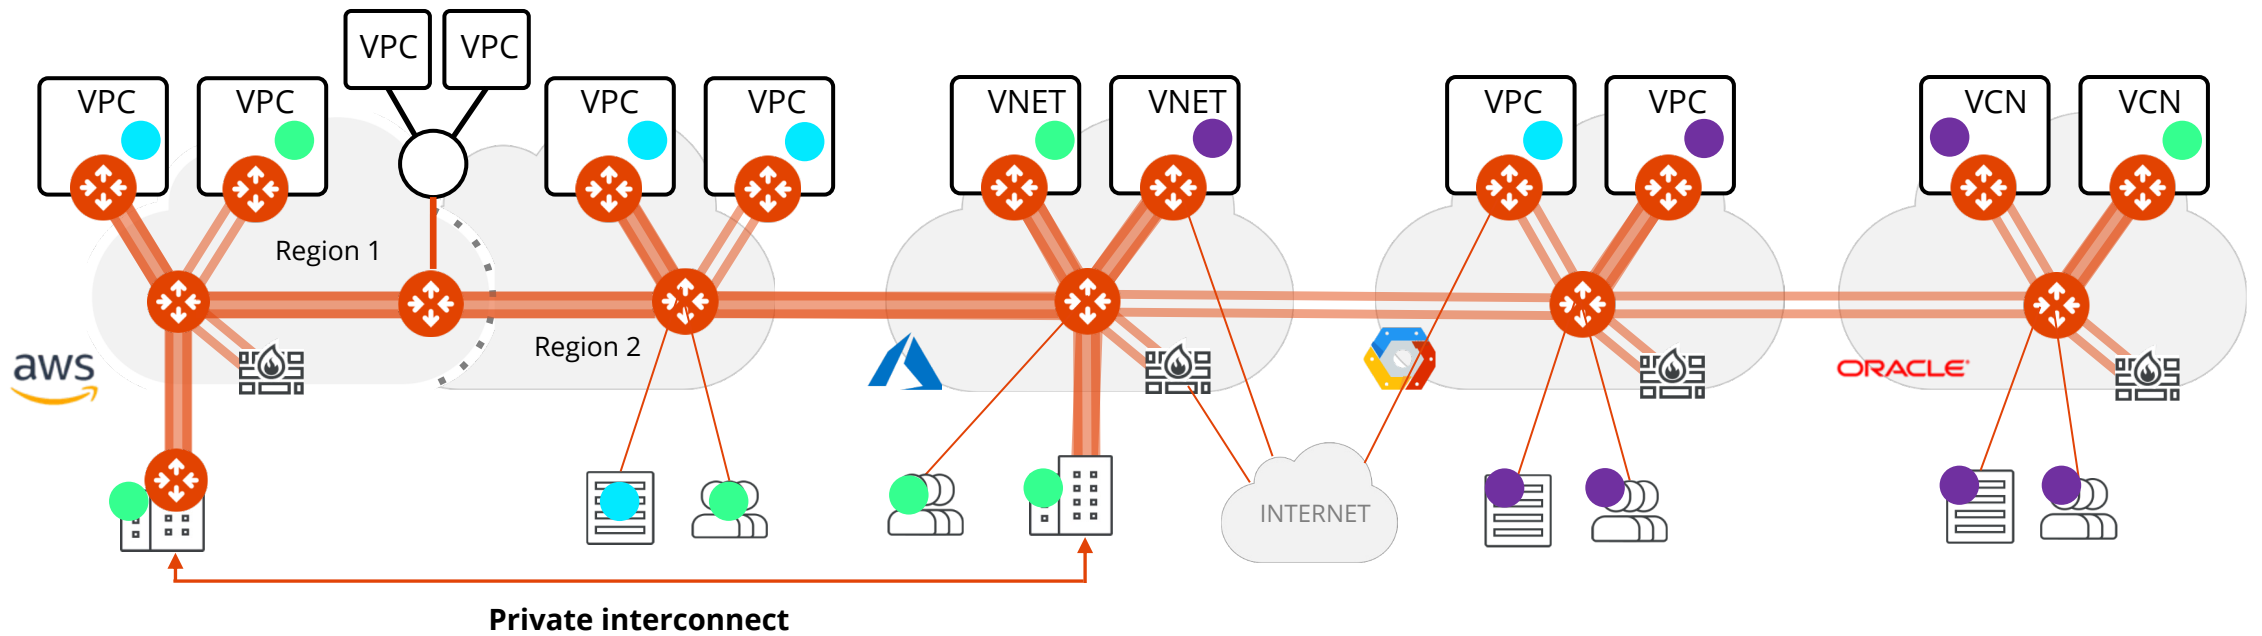 VPC
VPC
VPC
VPC
VPC
VPC
VNET
VNET
VPC
VPC
VCN
VCN
Region 1
Region 2
aws
ORACLE
INTERNET
Private interconnect